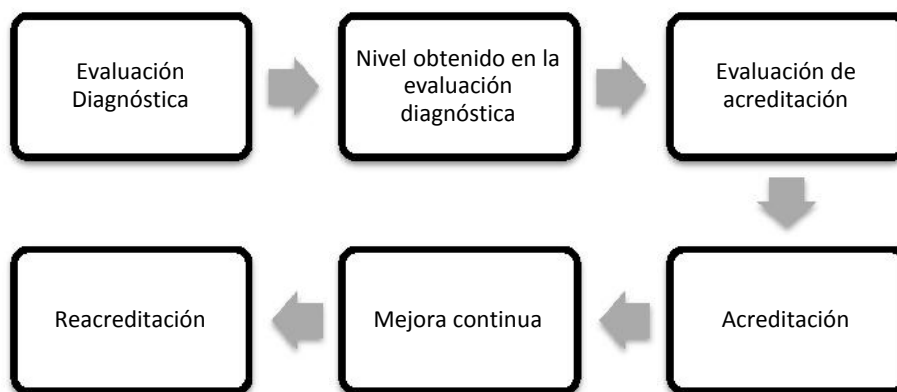 Evaluación
Diagnóstica
Nivel obtenido en la
evaluación
diagnóstica
Evaluación de
acreditación
Acreditación
Mejora continua
Reacreditación